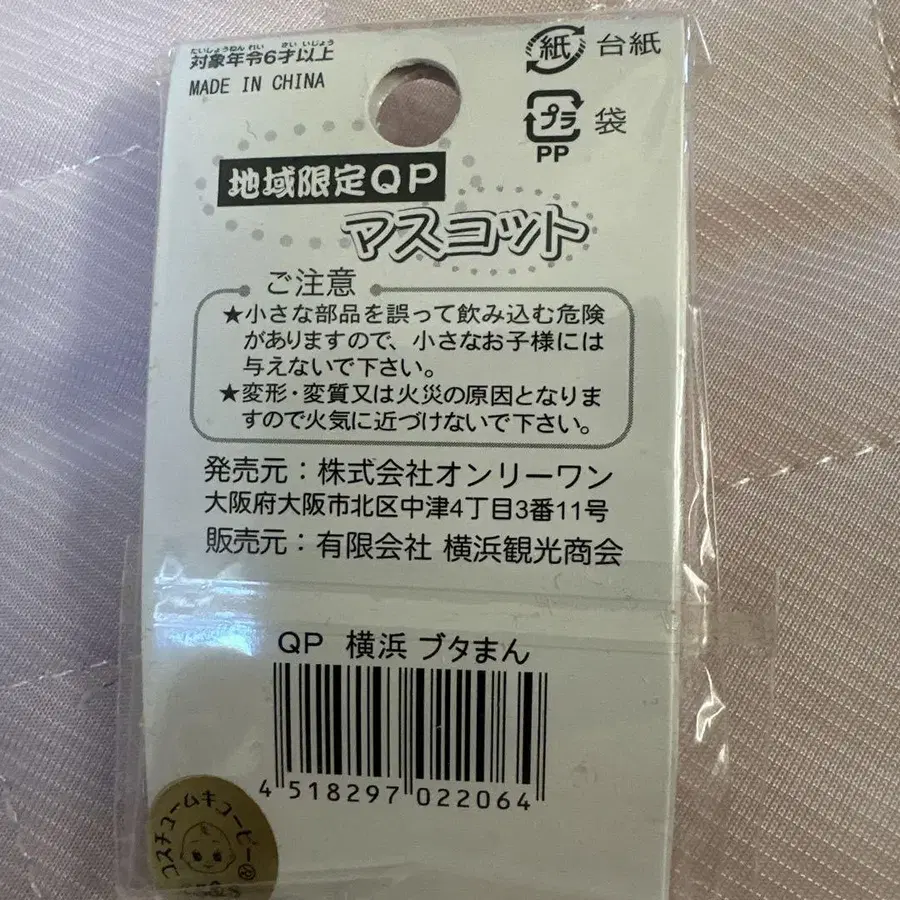 たいしょうねんれい さいいじょう
対象年令6才以上
MADE IN CHINA
紙 台紙
プラ 袋
PP
地域限定QP
マスコット
ご注意
★小さな部品を誤って飲み込む危険
がありますので、小さなお子様には
与えないで下さい。
★変形・変質又は火災の原因となりま
すので火気に近づけないで下さい。
発売元：株式会社オンリーワン
大阪府大阪市北区中津4丁目3番11号
販売元：有限会社 横浜観光商会
QP 横浜 ブタまん
4 518297 022064
コスチュームキューピー